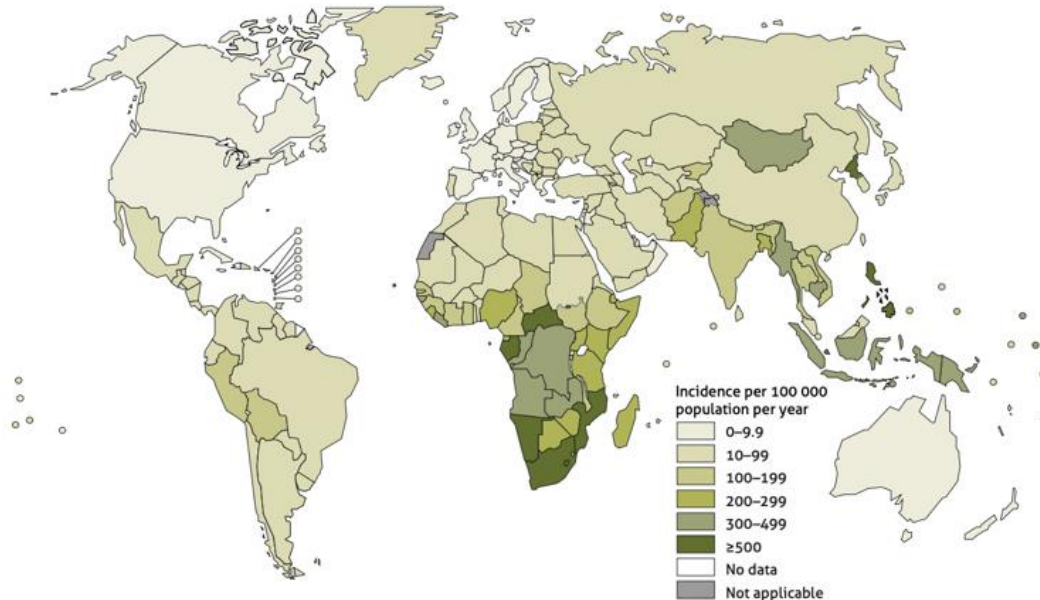 Incidence per 100 000
population per year
0–9.9
10–99
100–199
200–299
300–499
≥500
No data
Not applicable